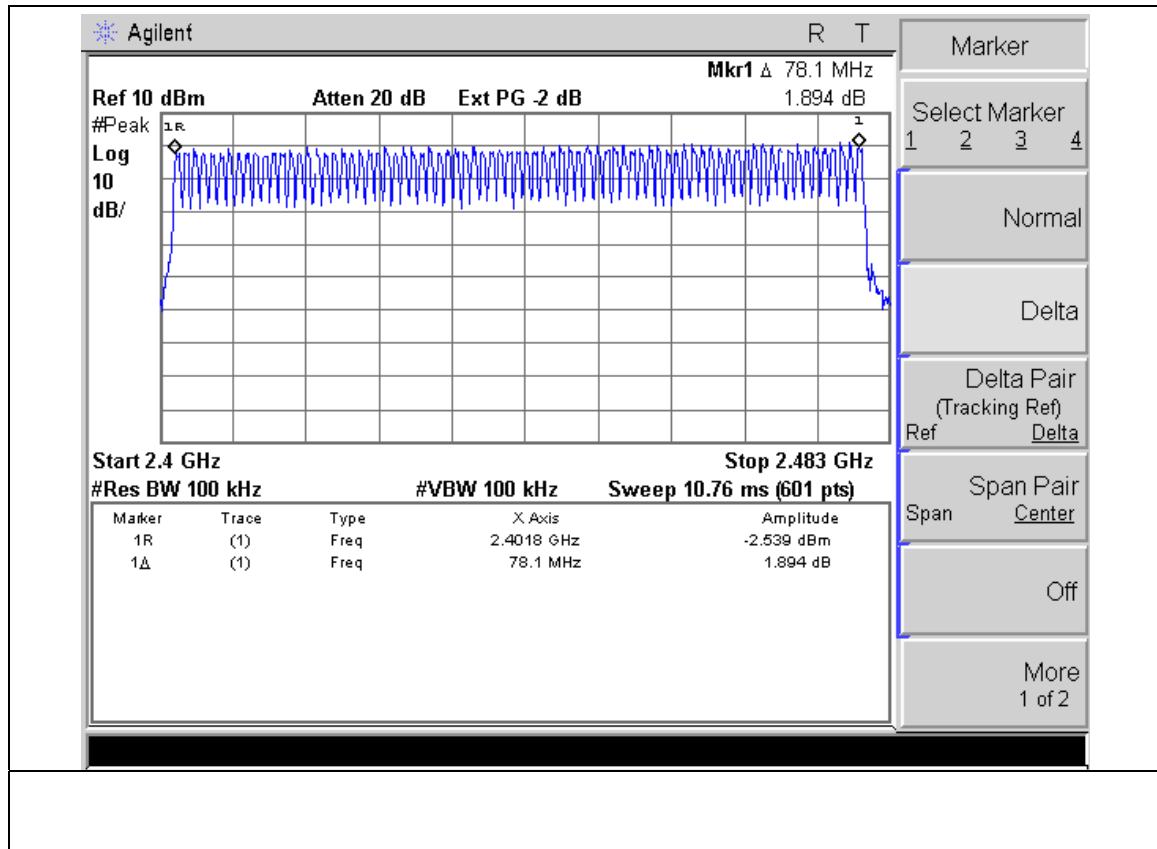 Agilent R T
Mkr1 Δ 78.1 MHz
Ref 10 dBm Atten 20 dB Ext PG -2 dB 1.894 dB
#Peak
Log
10
dB/
1R
1
Start 2.4 GHz Stop 2.483 GHz
#Res BW 100 kHz #VBW 100 kHz Sweep 10.76 ms (601 pts)
Marker Trace Type X Axis Amplitude
1R (1) Freq 2.4018 GHz -2.539 dBm
1Δ (1) Freq 78.1 MHz 1.894 dB
Marker
Select Marker
1 2 3 4
Normal
Delta
Delta Pair
(Tracking Ref)
Ref Delta
Span Pair
Span Center
Off
More
1 of 2